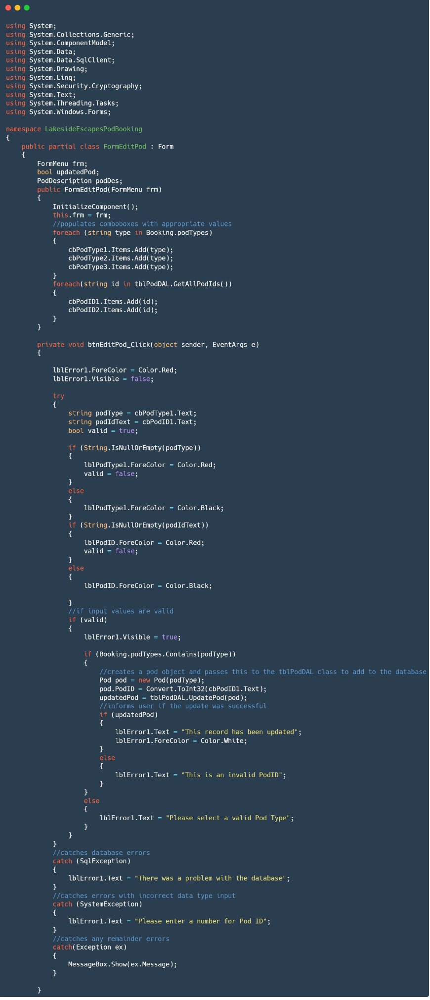 using System;
using System.Collections.Generic;
using System.ComponentModel;
using System.Data;
using System.Data.SqlClient;
using System.Drawing;
using System.Linq;
using System.Security.Cryptography;
using System.Text;
using System.Threading.Tasks;
using System.Windows.Forms;

namespace LakesideEscapesPodBooking
{
    public partial class FormEditPod : Form
    {
        FormMenu frm;
        bool updatedPod;
        PodDescription podDes;
        public FormEditPod(FormMenu frm)
        {
            InitializeComponent();
            this.frm = frm;
            //populates comboboxes with appropriate values
            foreach (string type in Booking.podTypes)
            {
                cbPodType1.Items.Add(type);
                cbPodType2.Items.Add(type);
                cbPodType3.Items.Add(type);
            }
            foreach(string id in tblPodDAL.GetAllPodIds())
            {
                cbPodID1.Items.Add(id);
                cbPodID2.Items.Add(id);
            }
        }

        private void btnEditPod_Click(object sender, EventArgs e)
        {

            lblError1.ForeColor = Color.Red;
            lblError1.Visible = false;

            try
            {
                string podType = cbPodType1.Text;
                string podIdText = cbPodID1.Text;
                bool valid = true;

                if (String.IsNullOrEmpty(podType))
                {
                    lblPodType1.ForeColor = Color.Red;
                    valid = false;
                }
                else
                {
                    lblPodType1.ForeColor = Color.Black;
                }
                if (String.IsNullOrEmpty(podIdText))
                {
                    lblPodID.ForeColor = Color.Red;
                    valid = false;
                }
                else
                {
                    lblPodID.ForeColor = Color.Black;

                }
                //if input values are valid
                if (valid)
                {
                    lblError1.Visible = true;

                    if (Booking.podTypes.Contains(podType))
                    {
                        //creates a pod object and passes this to the tblPodDAL class to add to the database
                        Pod pod = new Pod(podType);
                        pod.PodID = Convert.ToInt32(cbPodID1.Text);
                        updatedPod = tblPodDAL.UpdatePod(pod);
                        //informs user if the update was successful
                        if (updatedPod)
                        {
                            lblError1.Text = "This record has been updated";
                            lblError1.ForeColor = Color.White;
                        }
                        else
                        {
                            lblError1.Text = "This is an invalid PodID";
                        }
                    }
                    else
                    {
                        lblError1.Text = "Please select a valid Pod Type";
                    }
                }
            }
            //catches database errors
            catch (SqlException)
            {
                lblError1.Text = "There was a problem with the database";
            }
            //catches errors with incorrect data type input
            catch (SystemException)
            {
                lblError1.Text = "Please enter a number for Pod ID";
            }
            //catches any remainder errors
            catch(Exception ex)
            {
                MessageBox.Show(ex.Message);
            }

        }